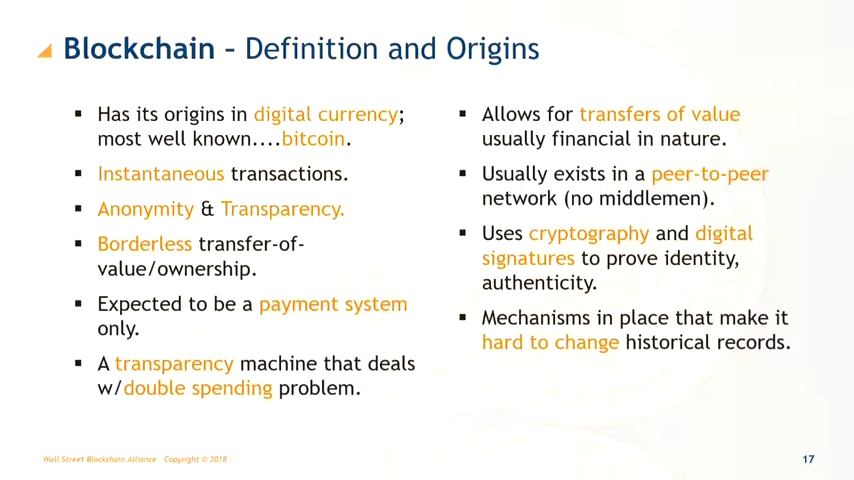 Blockchain – Definition and Origins
▪ Has its origins in digital currency;
most well known....bitcoin.
▪ Instantaneous transactions.
▪ Anonymity & Transparency.
▪ Borderless transfer-of-
value/ownership.
▪ Expected to be a payment system
only.
▪ A transparency machine that deals
w/double spending problem.
▪ Allows for transfers of value
usually financial in nature.
▪ Usually exists in a peer-to-peer
network (no middlemen).
▪ Uses cryptography and digital
signatures to prove identity,
authenticity.
▪ Mechanisms in place that make it
hard to change historical records.
Wall Street Blockchain Alliance Copyright © 2018
17